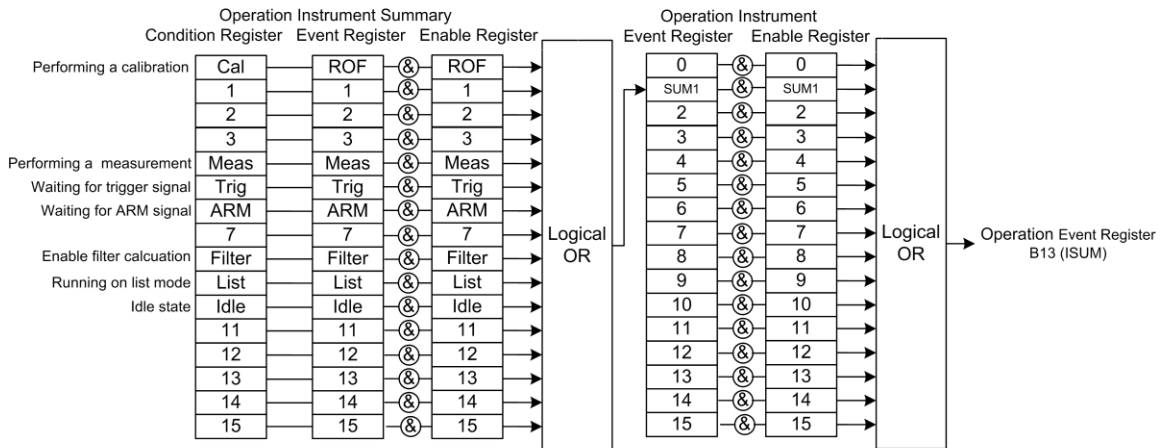 Operation Instrument Summary
Condition Register Event Register Enable Register
Operation Instrument
Event Register Enable Register
Performing a calibration Cal ROF & ROF 0 & 0
1 1 & 1 SUM1 & SUM1
2 2 & 2 2 & 2
3 3 & 3 3 & 3
Performing a measurement Meas Meas & Meas 4 & 4
Waiting for trigger signal Trig Trig & Trig 5 & 5
Waiting for ARM signal ARM ARM & ARM 6 & 6
7 7 & 7 7 & 7
Enable filter calcuation Filter Filter & Filter 8 & 8
Running on list mode List List & List 9 & 9
Idle state Idle Idle & Idle 10 & 10
11 11 & 11 11 & 11
12 12 & 12 12 & 12
13 13 & 13 13 & 13
14 14 & 14 14 & 14
15 15 & 15 15 & 15
Logical
OR
Logical
OR
Operation Event Register
B13 (ISUM)